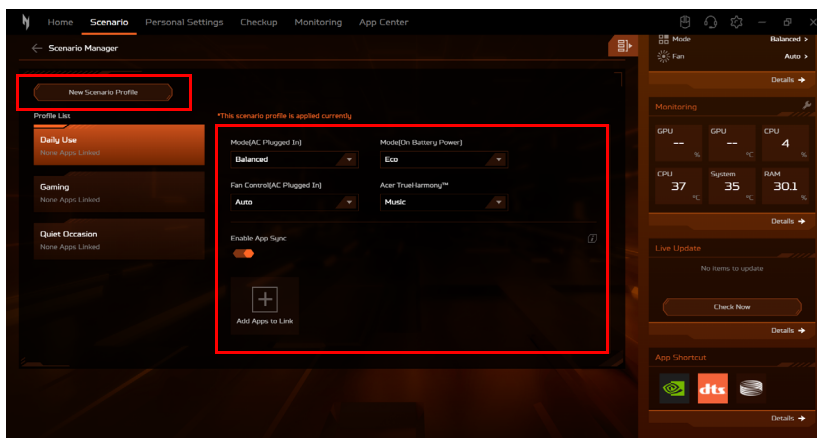 Home Scenario Personal Settings Checkup Monitoring App Center
Scenario Manager
New Scenario Profile
Profile List
Daily Use
None Apps Linked
Gaming
None Apps Linked
Quiet Occasion
None Apps Linked
*This scenario profile is applied currently
Mode(AC Plugged In) Mode(On Battery Power)
Balanced Eco
Fan Control(AC Plugged In) Acer TrueHarmony™
Auto Music
Enable App Sync
Add Apps to Link
Mode Balanced >
Fan Auto >
Details
Monitoring
GPU GPU CPU
-- % -- °C 4 %
CPU System RAM
37 °C 35 °C 30.1 %
Details
Live Update
No items to update
Check Now
Details
App Shortcut
dts
Details